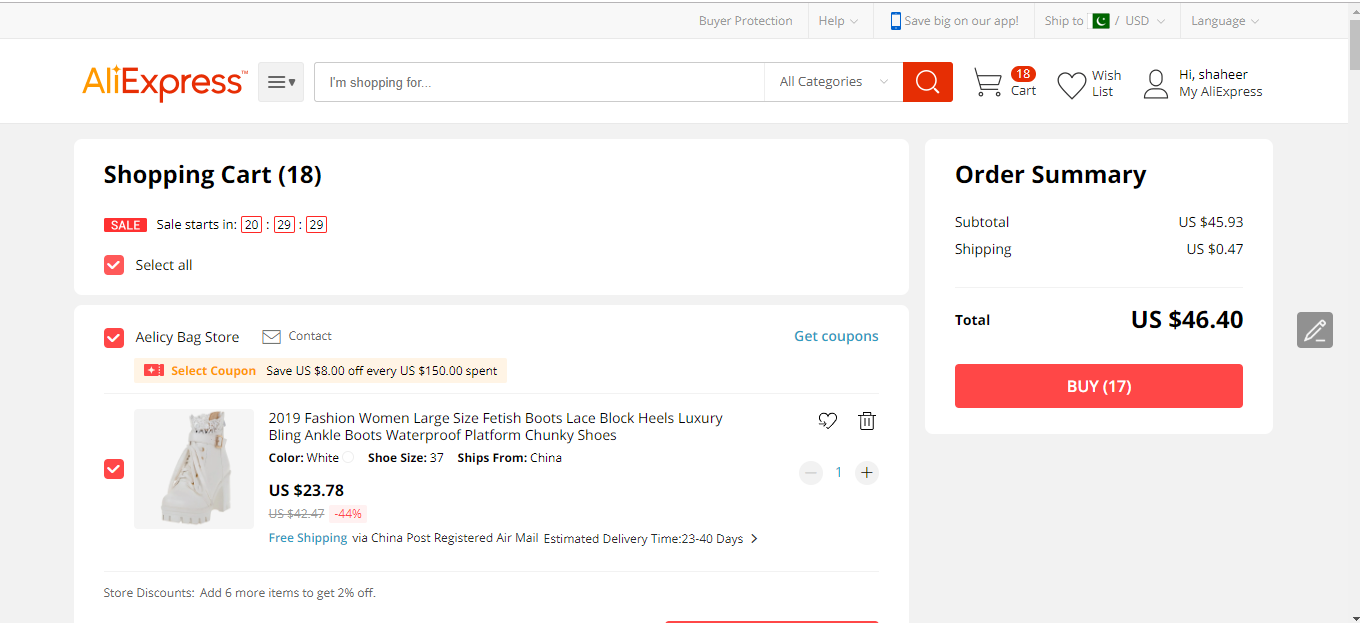 Buyer Protection Help Save big on our app! Ship to / USD Language
AliExpress™
I'm shopping for...
All Categories
18
Cart
Wish
List
Hi, shaheer
My AliExpress
Shopping Cart (18)
SALE Sale starts in: 20 : 29 : 29
Select all
Order Summary
Subtotal US $45.93
Shipping US $0.47
Total US $46.40
BUY (17)
Aelicy Bag Store Contact Get coupons
Select Coupon Save US $8.00 off every US $150.00 spent
2019 Fashion Women Large Size Fetish Boots Lace Block Heels Luxury
Bling Ankle Boots Waterproof Platform Chunky Shoes
Color: White Shoe Size: 37 Ships From: China
1
US $23.78
US $42.47 -44%
Free Shipping via China Post Registered Air Mail Estimated Delivery Time:23-40 Days
Store Discounts: Add 6 more items to get 2% off.